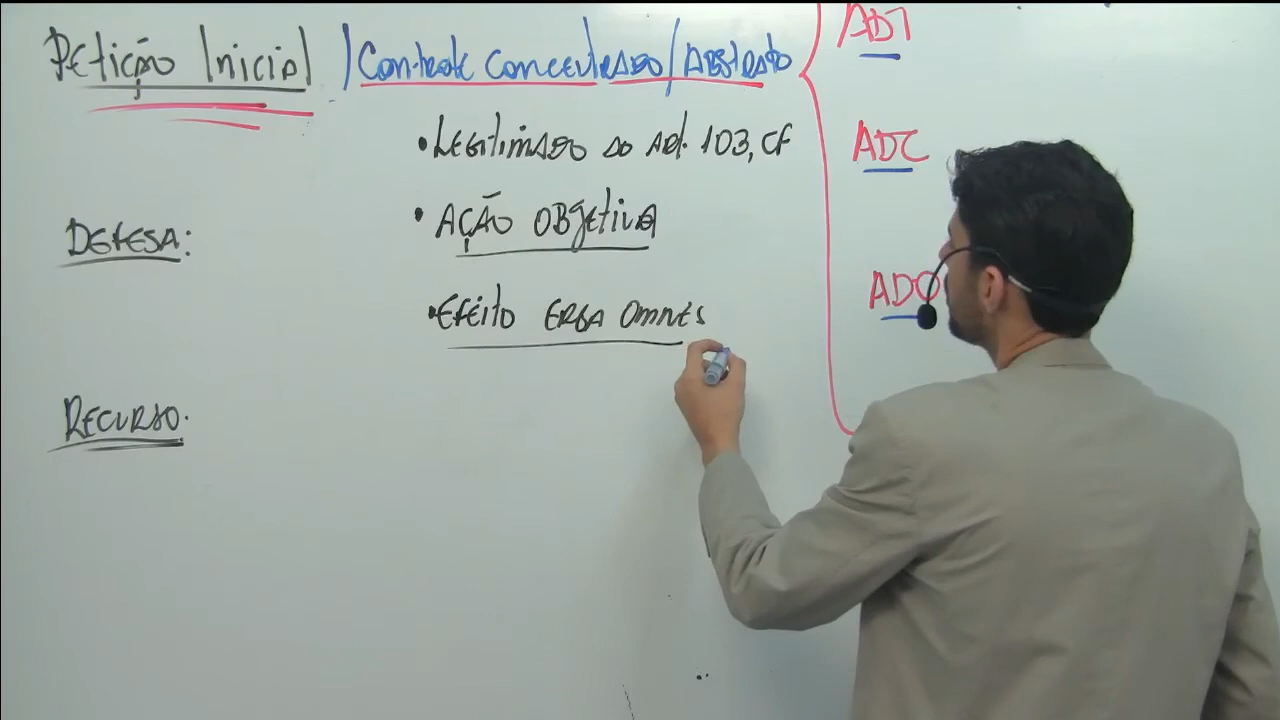 Petição Inicial / Controle Concentrado / Abstrato
ADI
• Legitimado do Art. 103, CF
ADC
• Ação Objetiva
Defesa:
• Efeito Erga Omnes
ADO
Recurso.